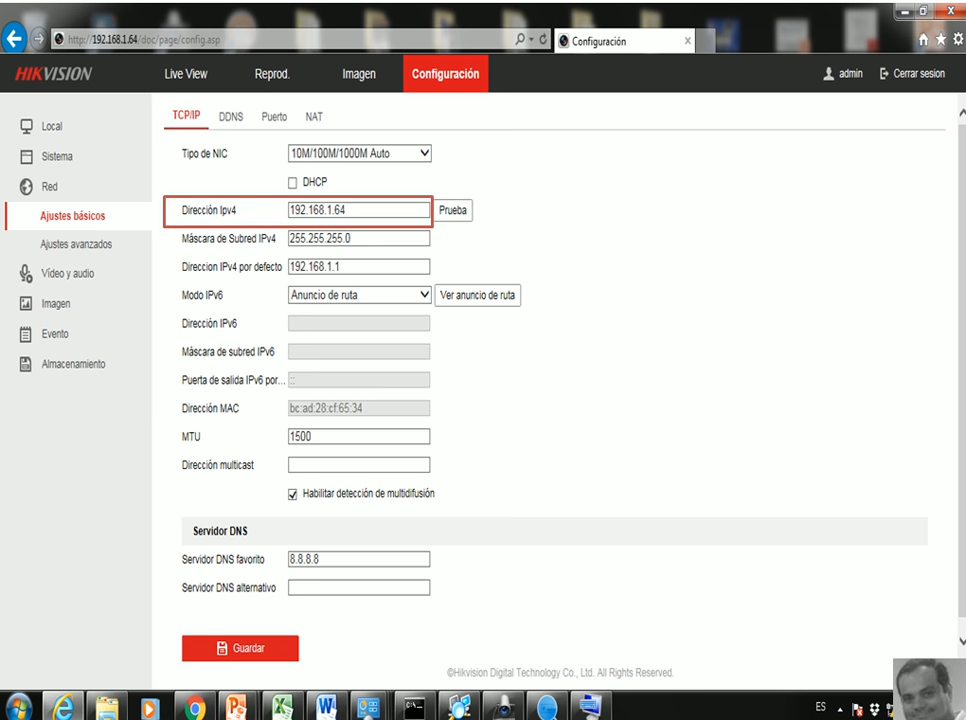 http://192.168.1.64/doc/page/config.asp
Configuración x
HIKVISION Live View Reprod. Imagen Configuración admin Cerrar sesion
Local
Sistema
Red
Ajustes básicos
Ajustes avanzados
Vídeo y audio
Imagen
Evento
Almacenamiento
TCP/IP DDNS Puerto NAT
Tipo de NIC 10M/100M/1000M Auto
DHCP
Dirección Ipv4 192.168.1.64 Prueba
Máscara de Subred IPv4 255.255.255.0
Direccion IPv4 por defecto 192.168.1.1
Modo IPv6 Anuncio de ruta Ver anuncio de ruta
Dirección IPv6
Máscara de subred IPv6
Puerta de salida IPv6 por... ::
Dirección MAC bc:ad:28:cf:65:34
MTU 1500
Dirección multicast
Habilitar detección de multidifusión
Servidor DNS
Servidor DNS favorito 8.8.8.8
Servidor DNS alternativo
Guardar
©Hikvision Digital Technology Co., Ltd. All Rights Reserved.
ES